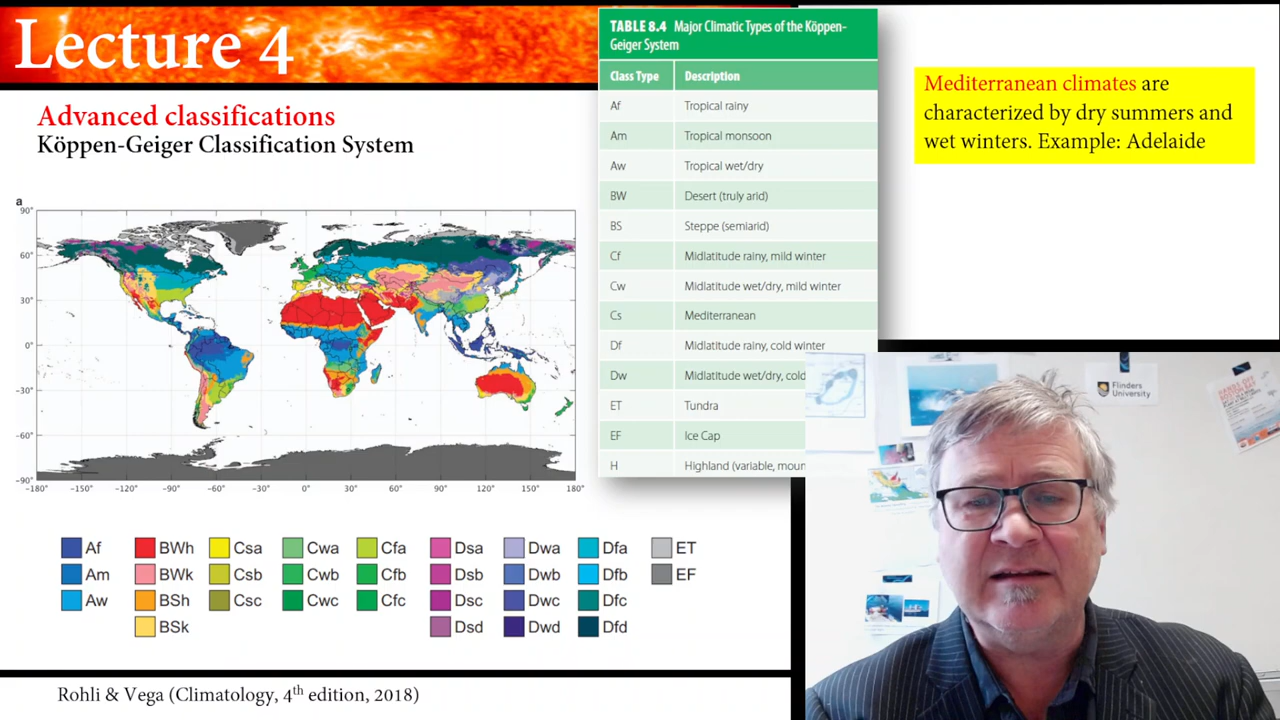 Lecture 4
Advanced classifications
Köppen-Geiger Classification System
a
90°
60°
30°
0°
−30°
−60°
−90°
−180° −150° −120° −90° −60° −30° 0° 30° 60° 90° 120° 150° 180°
Af BWh Csa Cwa Cfa Dsa Dwa Dfa ET
Am BWk Csb Cwb Cfb Dsb Dwb Dfb EF
Aw BSh Csc Cwc Cfc Dsc Dwc Dfc
BSk Dsd Dwd Dfd
Rohli & Vega (Climatology, 4th edition, 2018)
TABLE 8.4 Major Climatic Types of the Köppen-
Geiger System
Class Type Description
Af Tropical rainy
Am Tropical monsoon
Aw Tropical wet/dry
BW Desert (truly arid)
BS Steppe (semiarid)
Cf Midlatitude rainy, mild winter
Cw Midlatitude wet/dry, mild winter
Cs Mediterranean
Df Midlatitude rainy, cold winter
Dw Midlatitude wet/dry, cold
ET Tundra
EF Ice Cap
H Highland (variable, moun
Mediterranean climates are
characterized by dry summers and
wet winters. Example: Adelaide
Flinders
University